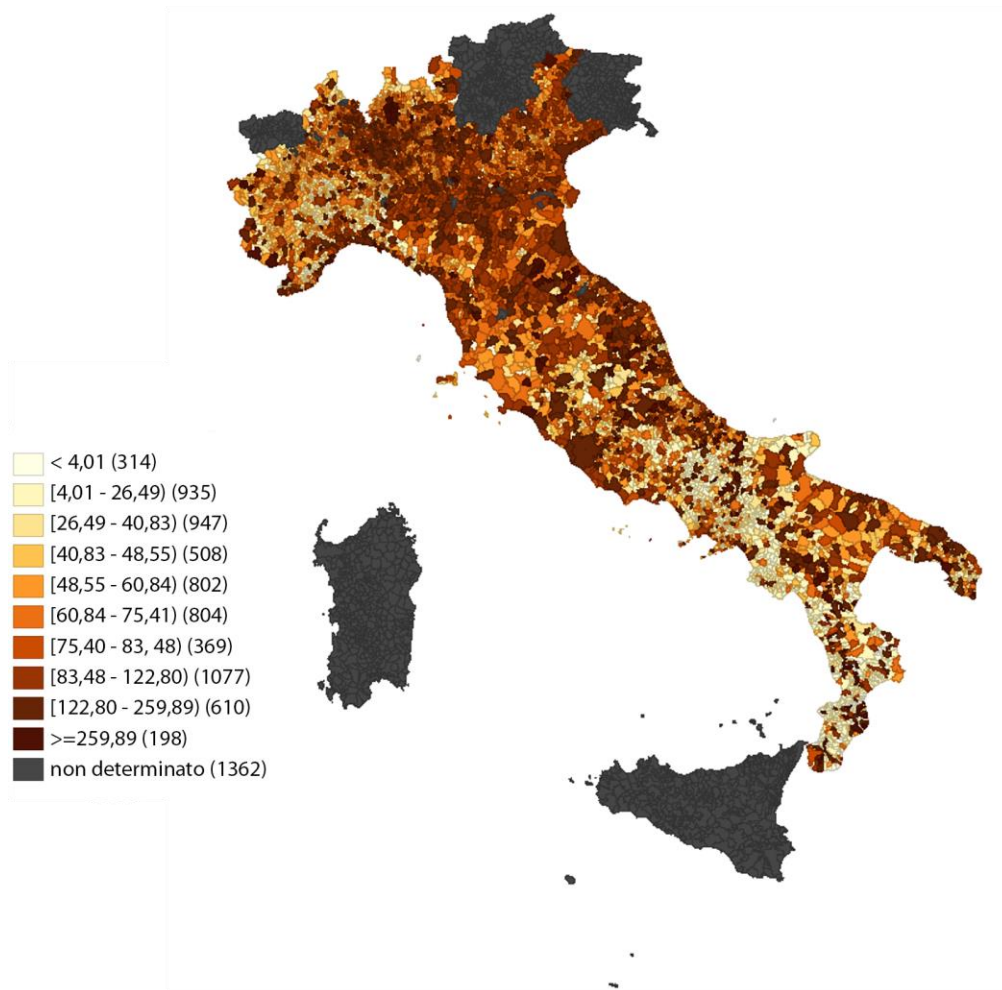 < 4,01 (314)
[4,01 - 26,49) (935)
[26,49 - 40,83) (947)
[40,83 - 48,55) (508)
[48,55 - 60,84) (802)
[60,84 - 75,41) (804)
[75,40 - 83, 48) (369)
[83,48 - 122,80) (1077)
[122,80 - 259,89) (610)
>=259,89 (198)
non determinato (1362)